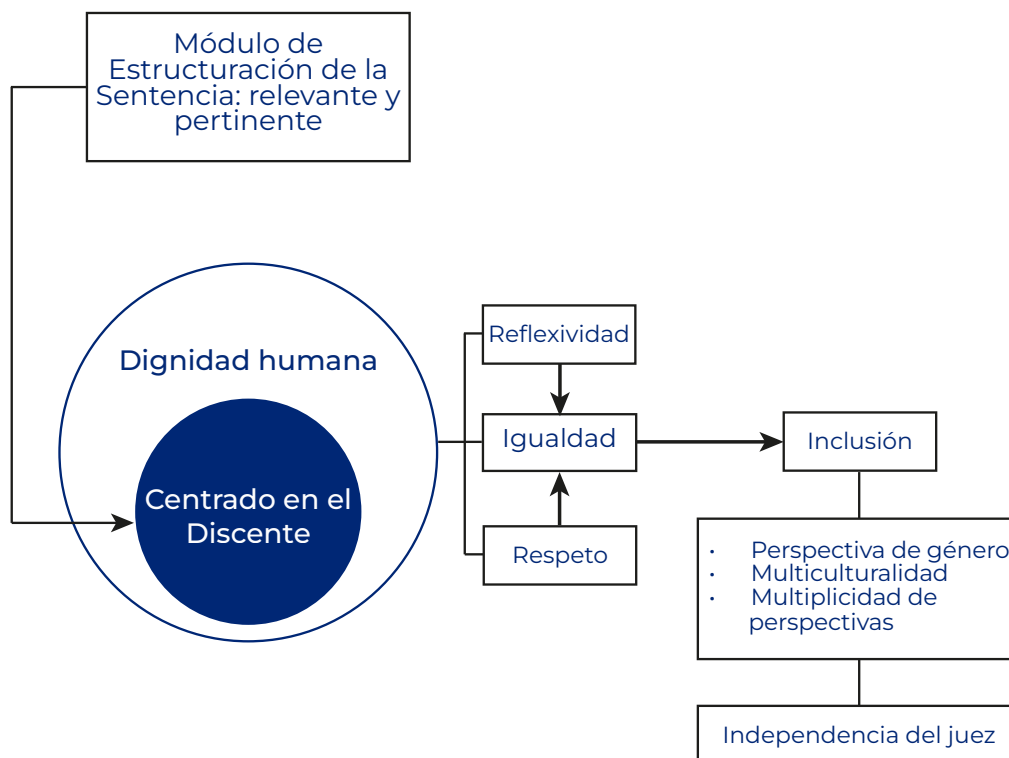 Módulo de
Estructuración de la
Sentencia: relevante y
pertinente
Dignidad humana
Centrado en el
Discente
Reflexividad
Igualdad
Respeto
Inclusión
· Perspectiva de género
· Multiculturalidad
· Multiplicidad de
perspectivas
Independencia del juez